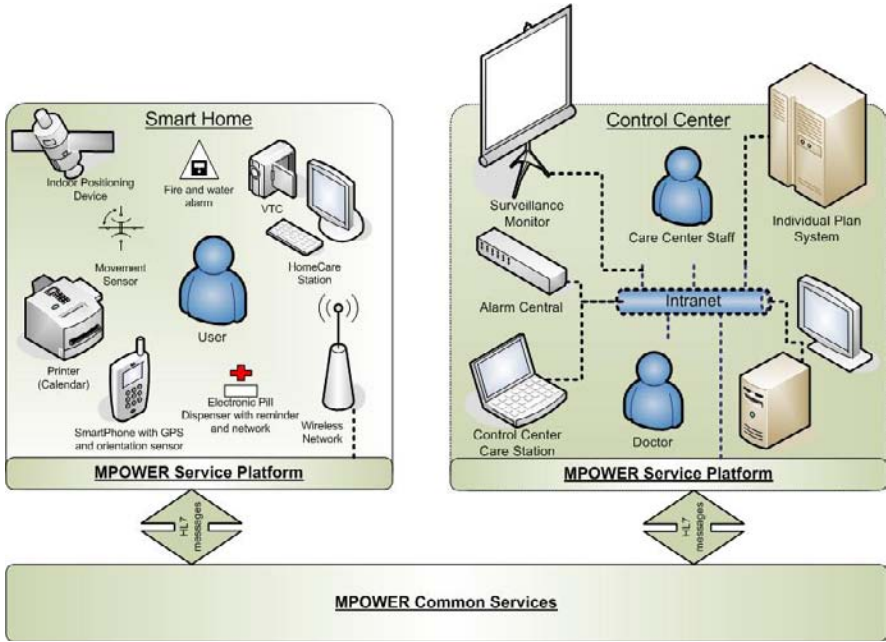 Smart Home
Indoor Positioning
Device
Fire and water
alarm
VTC
HomeCare
Station
Movement
Sensor
User
Printer
(Calendar)
SmartPhone with GPS
and orientation sensor
Electronic Pill
Dispenser with reminder
and network
Wireless
Network
MPOWER Service Platform
Control Center
Surveillance
Monitor
Care Center Staff
Individual Plan
System
Alarm Central
Intranet
Control Center
Care Station
Doctor
MPOWER Service Platform
HL7
messages
HL7
messages
MPOWER Common Services